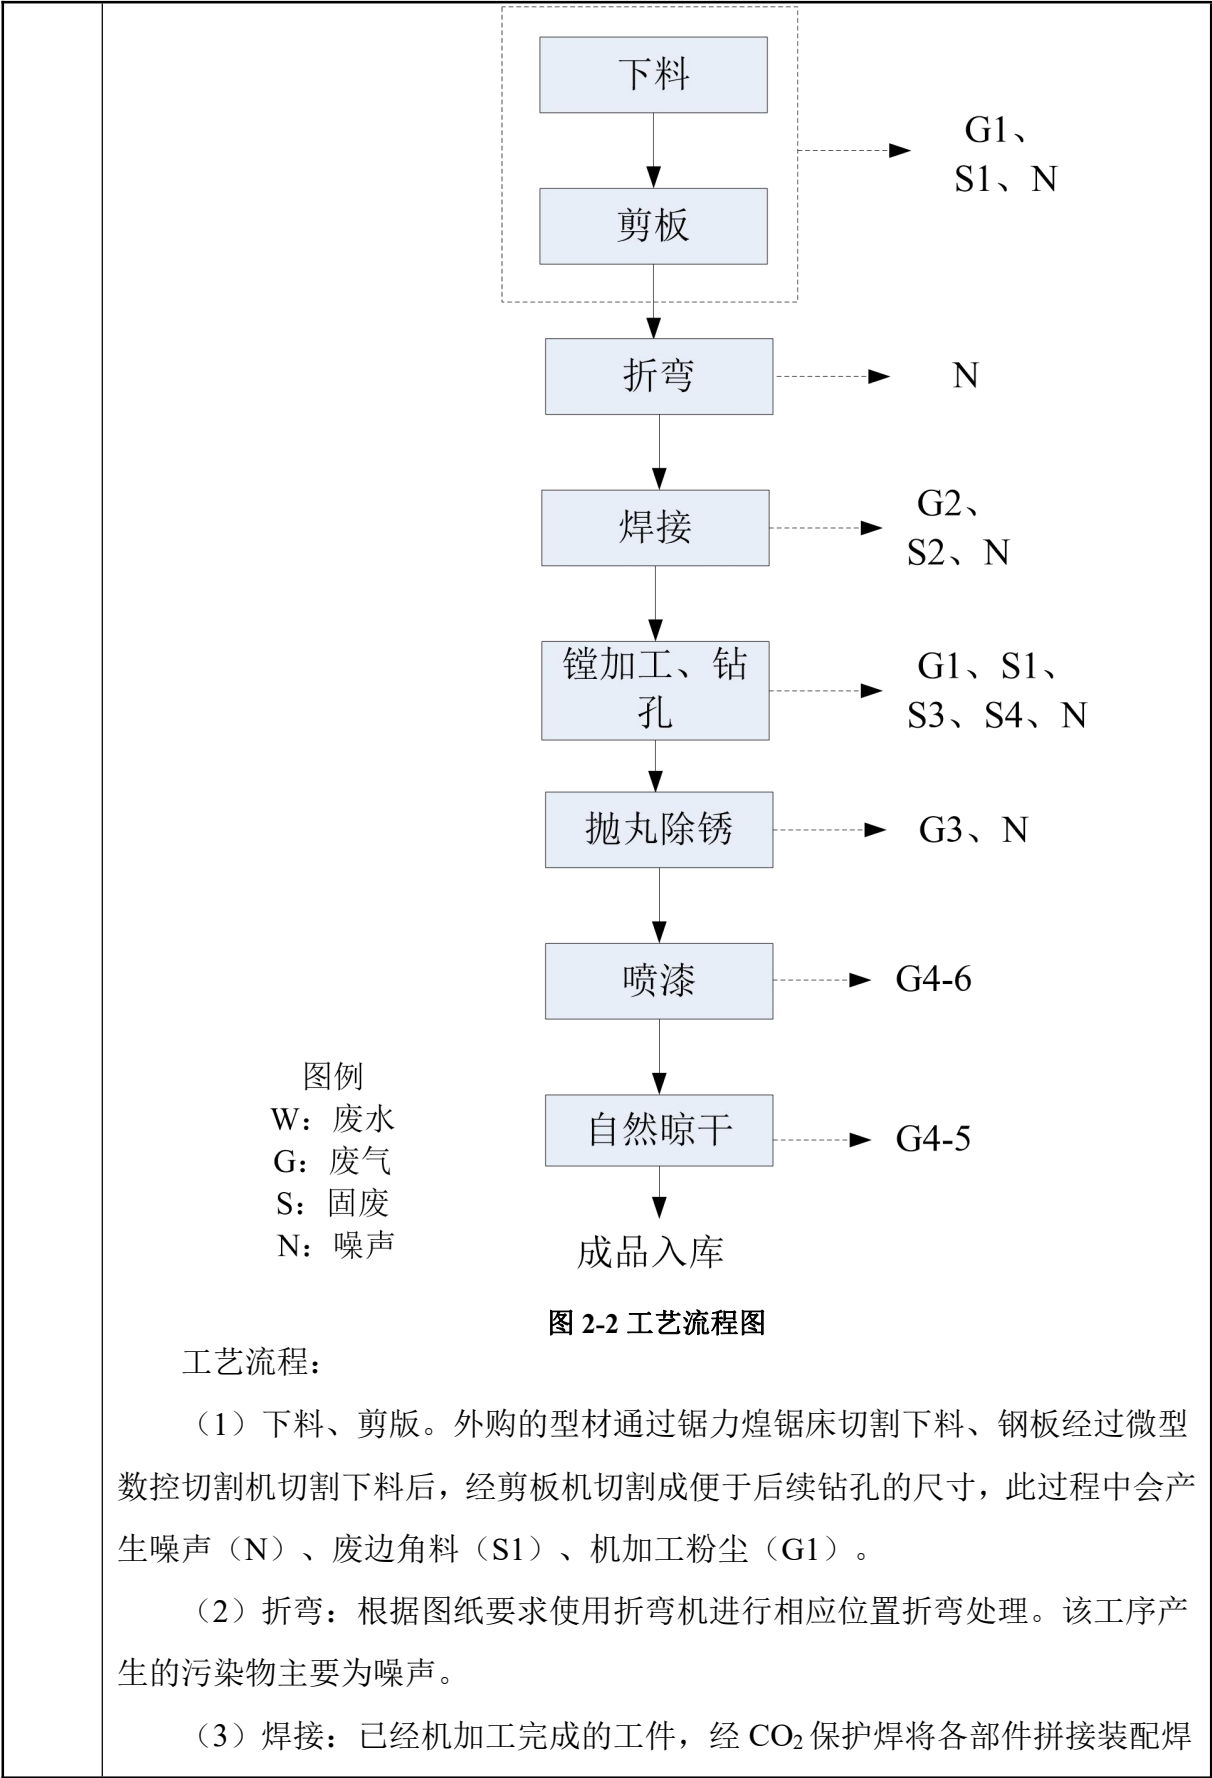 下料
G1、
S1、N
剪板
折弯
N
焊接
G2、
S2、N
镗加工、钻
孔
G1、S1、
S3、S4、N
抛丸除锈
G3、N
喷漆
G4-6
自然晾干
G4-5
图例
W：废水
G：废气
S：固废
N：噪声
成品入库
图 2-2 工艺流程图
工艺流程：
（1）下料、剪版。外购的型材通过锯力煌锯床切割下料、钢板经过微型
数控切割机切割下料后，经剪板机切割成便于后续钻孔的尺寸，此过程中会产
生噪声（N）、废边角料（S1）、机加工粉尘（G1）。
（2）折弯：根据图纸要求使用折弯机进行相应位置折弯处理。该工序产
生的污染物主要为噪声。
（3）焊接：已经机加工完成的工件，经 CO₂保护焊将各部件拼接装配焊